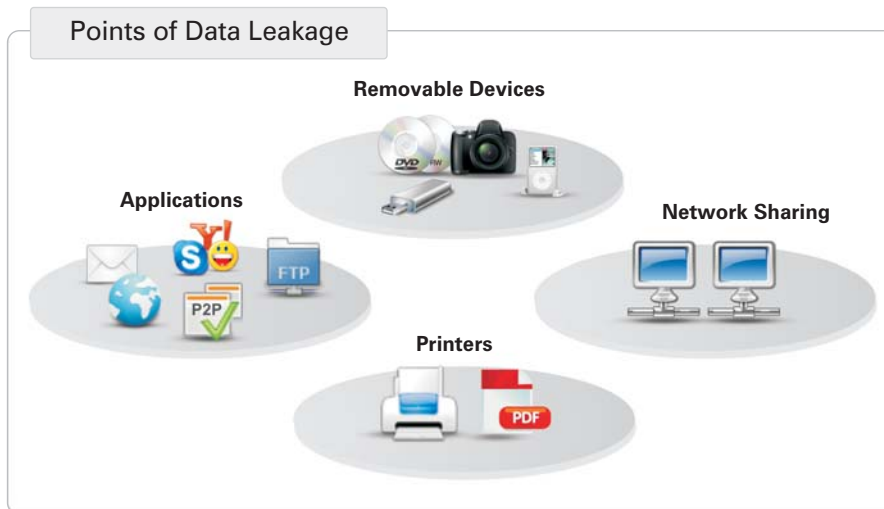 Points of Data Leakage
Removable Devices
DVD RW
Applications
Network Sharing
S Y!
FTP
P2P
Printers
PDF